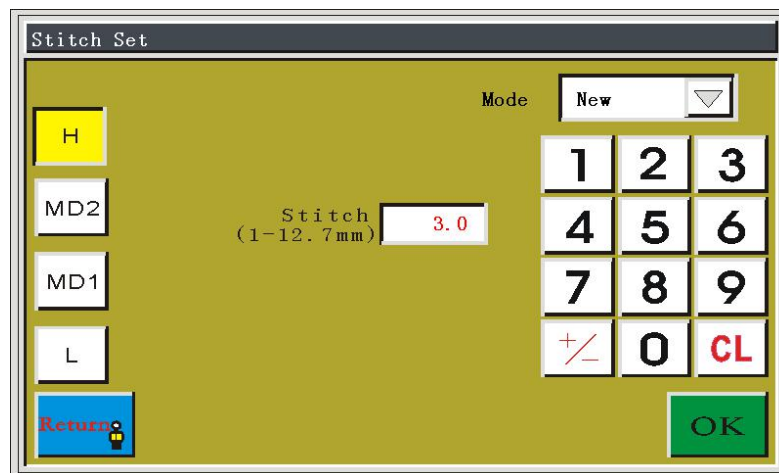 Stitch Set
Mode New
H
MD2
MD1
L
Stitch
(1-12.7mm)
3.0
1 2 3
4 5 6
7 8 9
+/- 0 CL
Return
OK